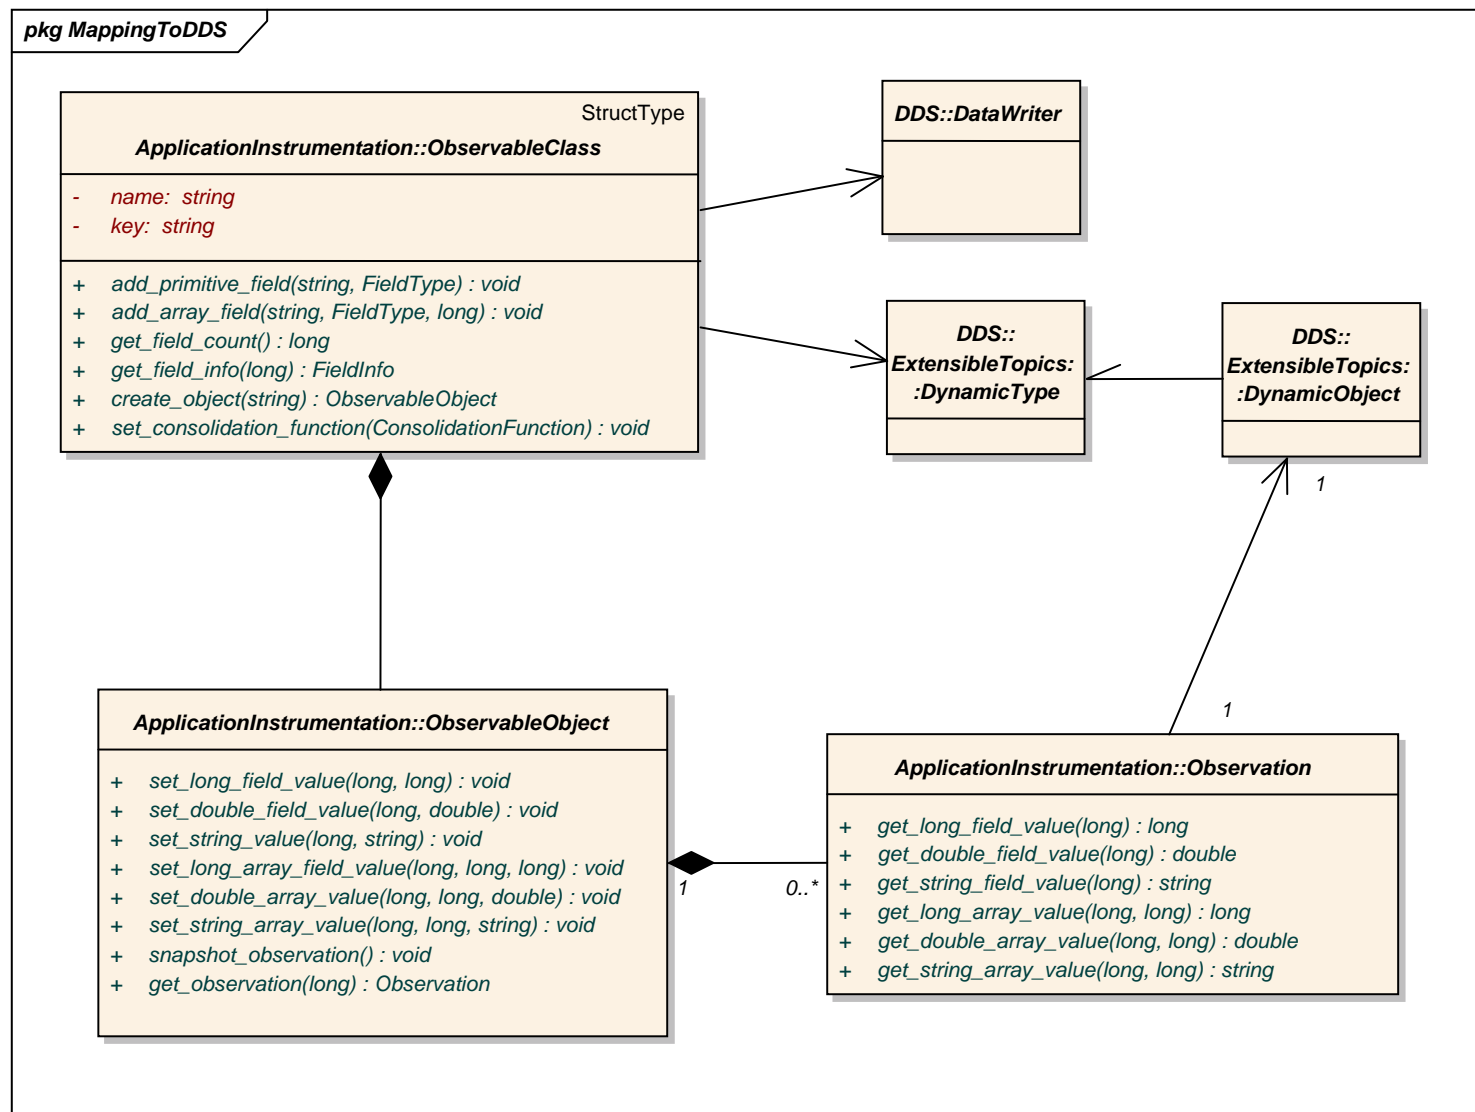 pkg MappingToDDS
StructType
ApplicationInstrumentation::ObservableClass
- name: string
- key: string
+ add_primitive_field(string, FieldType) : void
+ add_array_field(string, FieldType, long) : void
+ get_field_count() : long
+ get_field_info(long) : FieldInfo
+ create_object(string) : ObservableObject
+ set_consolidation_function(ConsolidationFunction) : void
DDS::DataWriter
DDS::
ExtensibleTopics:
:DynamicType
DDS::
ExtensibleTopics:
:DynamicObject
1
1
ApplicationInstrumentation::ObservableObject
+ set_long_field_value(long, long) : void
+ set_double_field_value(long, double) : void
+ set_string_value(long, string) : void
+ set_long_array_field_value(long, long, long) : void
+ set_double_array_value(long, long, double) : void
+ set_string_array_value(long, long, string) : void
+ snapshot_observation() : void
+ get_observation(long) : Observation
1
0..*
ApplicationInstrumentation::Observation
+ get_long_field_value(long) : long
+ get_double_field_value(long) : double
+ get_string_field_value(long) : string
+ get_long_array_value(long, long) : long
+ get_double_array_value(long, long) : double
+ get_string_array_value(long, long) : string